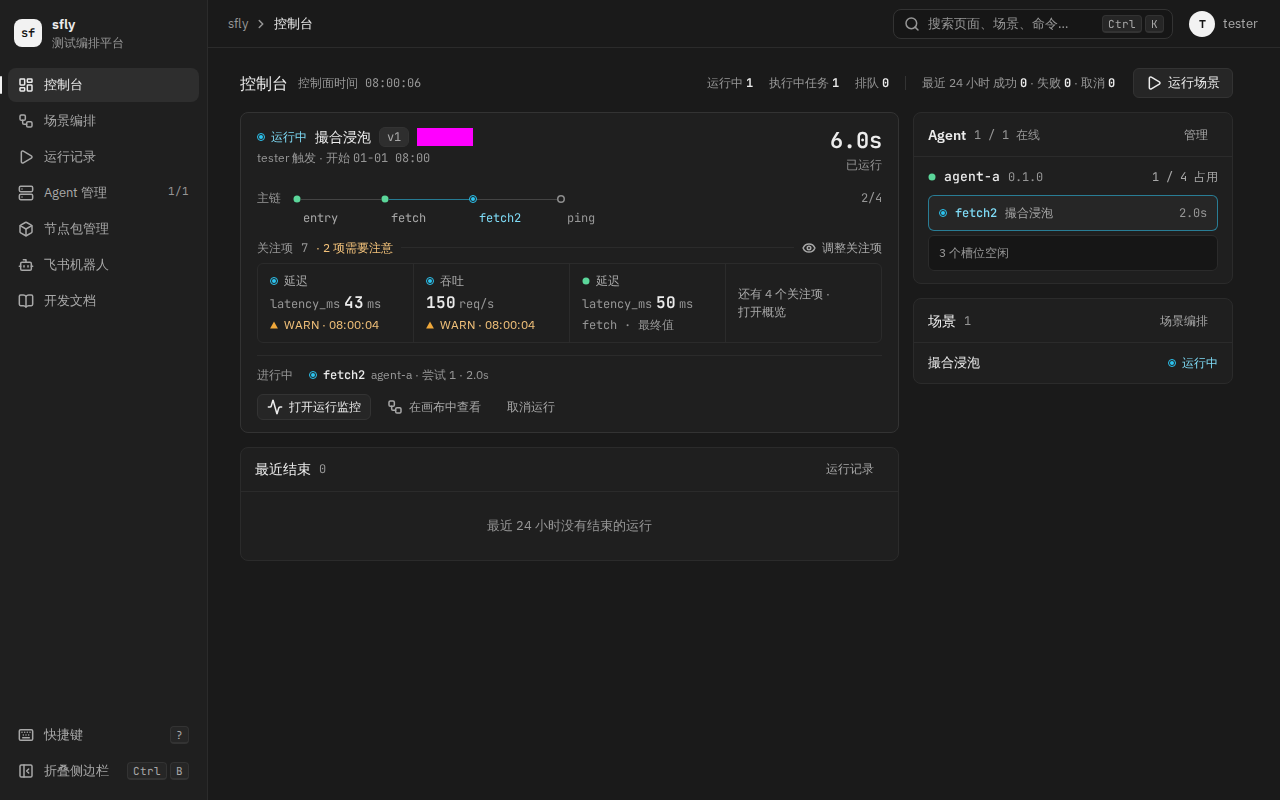 sf
sfly
测试编排平台
控制台
场景编排
运行记录
Agent 管理 1/1
节点包管理
飞书机器人
开发文档
快捷键 ?
折叠侧边栏 Ctrl B
sfly > 控制台
搜索页面、场景、命令... Ctrl K
T tester
控制台 控制面时间 08:00:06
运行中 1 执行中任务 1 排队 0 最近 24 小时 成功 0 · 失败 0 · 取消 0
运行场景
运行中 撮合浸泡 v1
6.0s
tester 触发 · 开始 01-01 08:00
已运行
主链 2/4
entry fetch fetch2 ping
关注项 7 · 2 项需要注意 调整关注项
延迟
latency_ms 43 ms
WARN · 08:00:04
吞吐
150 req/s
WARN · 08:00:04
延迟
latency_ms 50 ms
fetch · 最终值
还有 4 个关注项 ·
打开概览
进行中 fetch2 agent-a · 尝试 1 · 2.0s
打开运行监控 在画布中查看 取消运行
最近结束 0 运行记录
最近 24 小时没有结束的运行
Agent 1 / 1 在线 管理
agent-a 0.1.0 1 / 4 占用
fetch2 撮合浸泡 2.0s
3 个槽位空闲
场景 1 场景编排
撮合浸泡 运行中